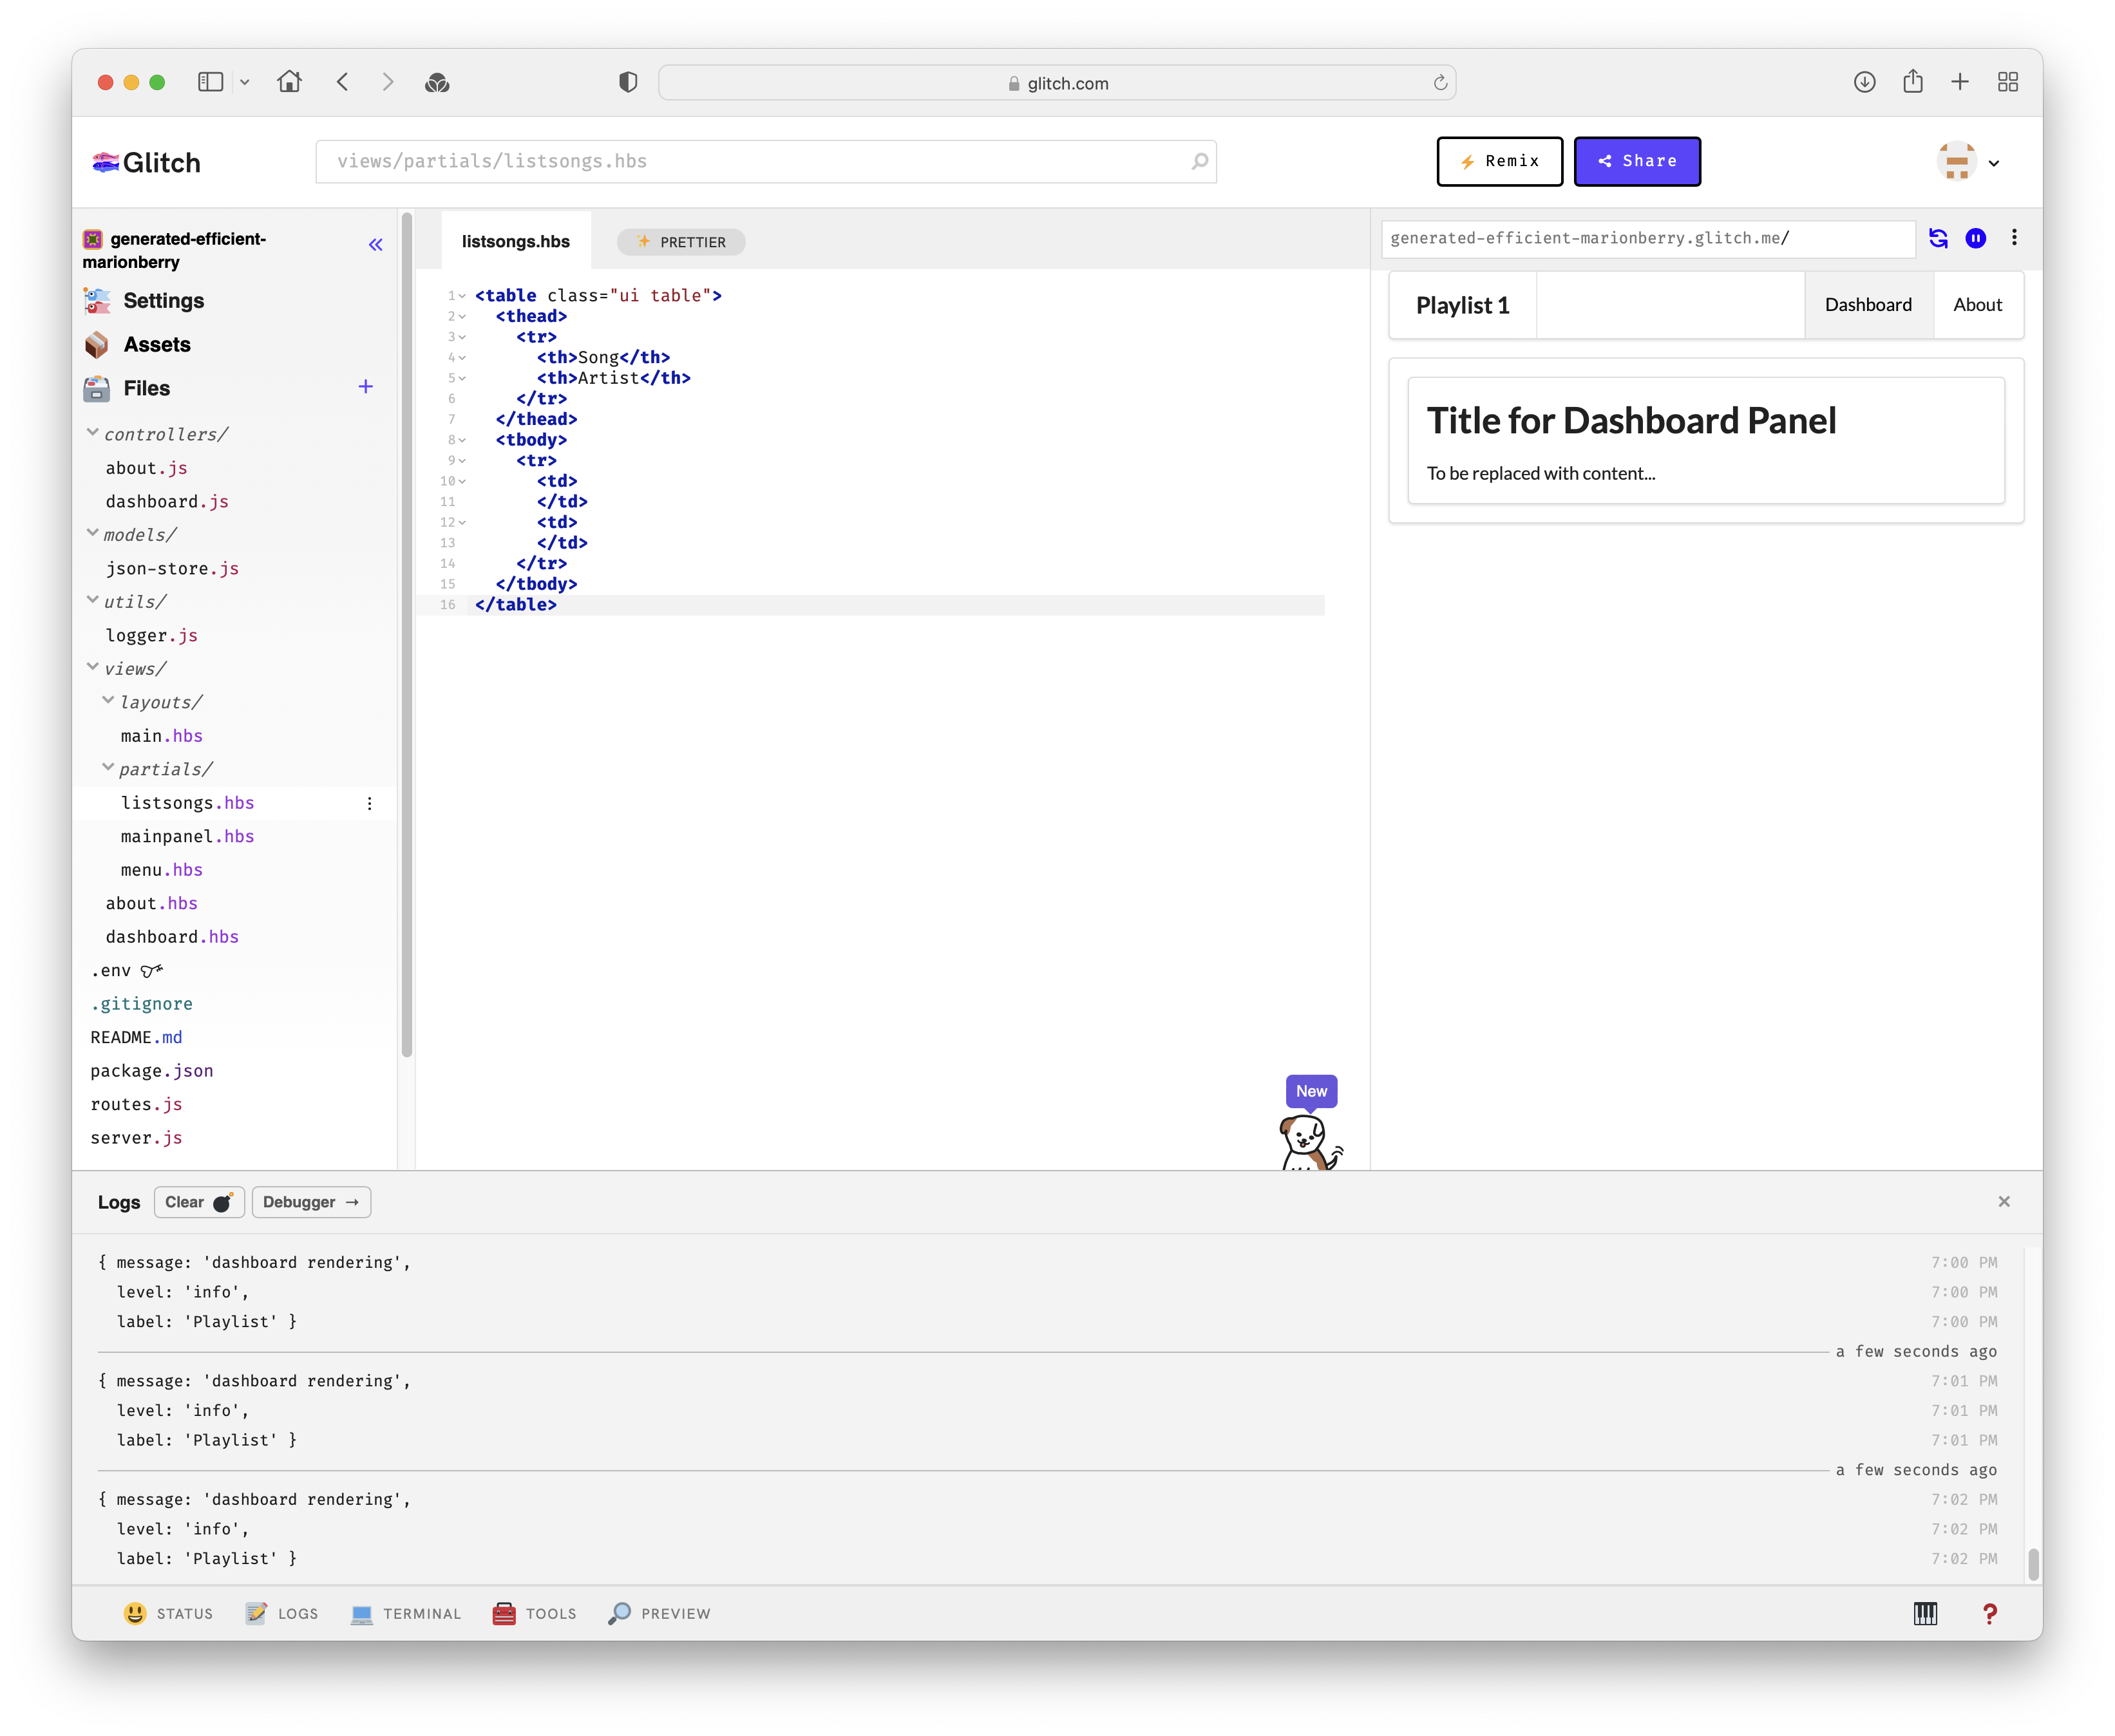 glitch.com
Glitch
views/partials/listsongs.hbs
Remix
Share
generated-efficient-
marionberry
Settings
Assets
Files
controllers/
about.js
dashboard.js
models/
json-store.js
utils/
logger.js
views/
layouts/
main.hbs
partials/
listsongs.hbs
mainpanel.hbs
menu.hbs
about.hbs
dashboard.hbs
.env
.gitignore
README.md
package.json
routes.js
server.js
listsongs.hbs
PRETTIER
1 <table class="ui table">
2 <thead>
3 <tr>
4 <th>Song</th>
5 <th>Artist</th>
6 </tr>
7 </thead>
8 <tbody>
9 <tr>
10 <td>
11 </td>
12 <td>
13 </td>
14 </tr>
15 </tbody>
16 </table>
New
generated-efficient-marionberry.glitch.me/
Playlist 1
Dashboard
About
Title for Dashboard Panel
To be replaced with content...
Logs
Clear
Debugger →
{ message: 'dashboard rendering', 7:00 PM
level: 'info', 7:00 PM
label: 'Playlist' } 7:00 PM
a few seconds ago
{ message: 'dashboard rendering', 7:01 PM
level: 'info', 7:01 PM
label: 'Playlist' } 7:01 PM
a few seconds ago
{ message: 'dashboard rendering', 7:02 PM
level: 'info', 7:02 PM
label: 'Playlist' } 7:02 PM
STATUS
LOGS
TERMINAL
TOOLS
PREVIEW
?